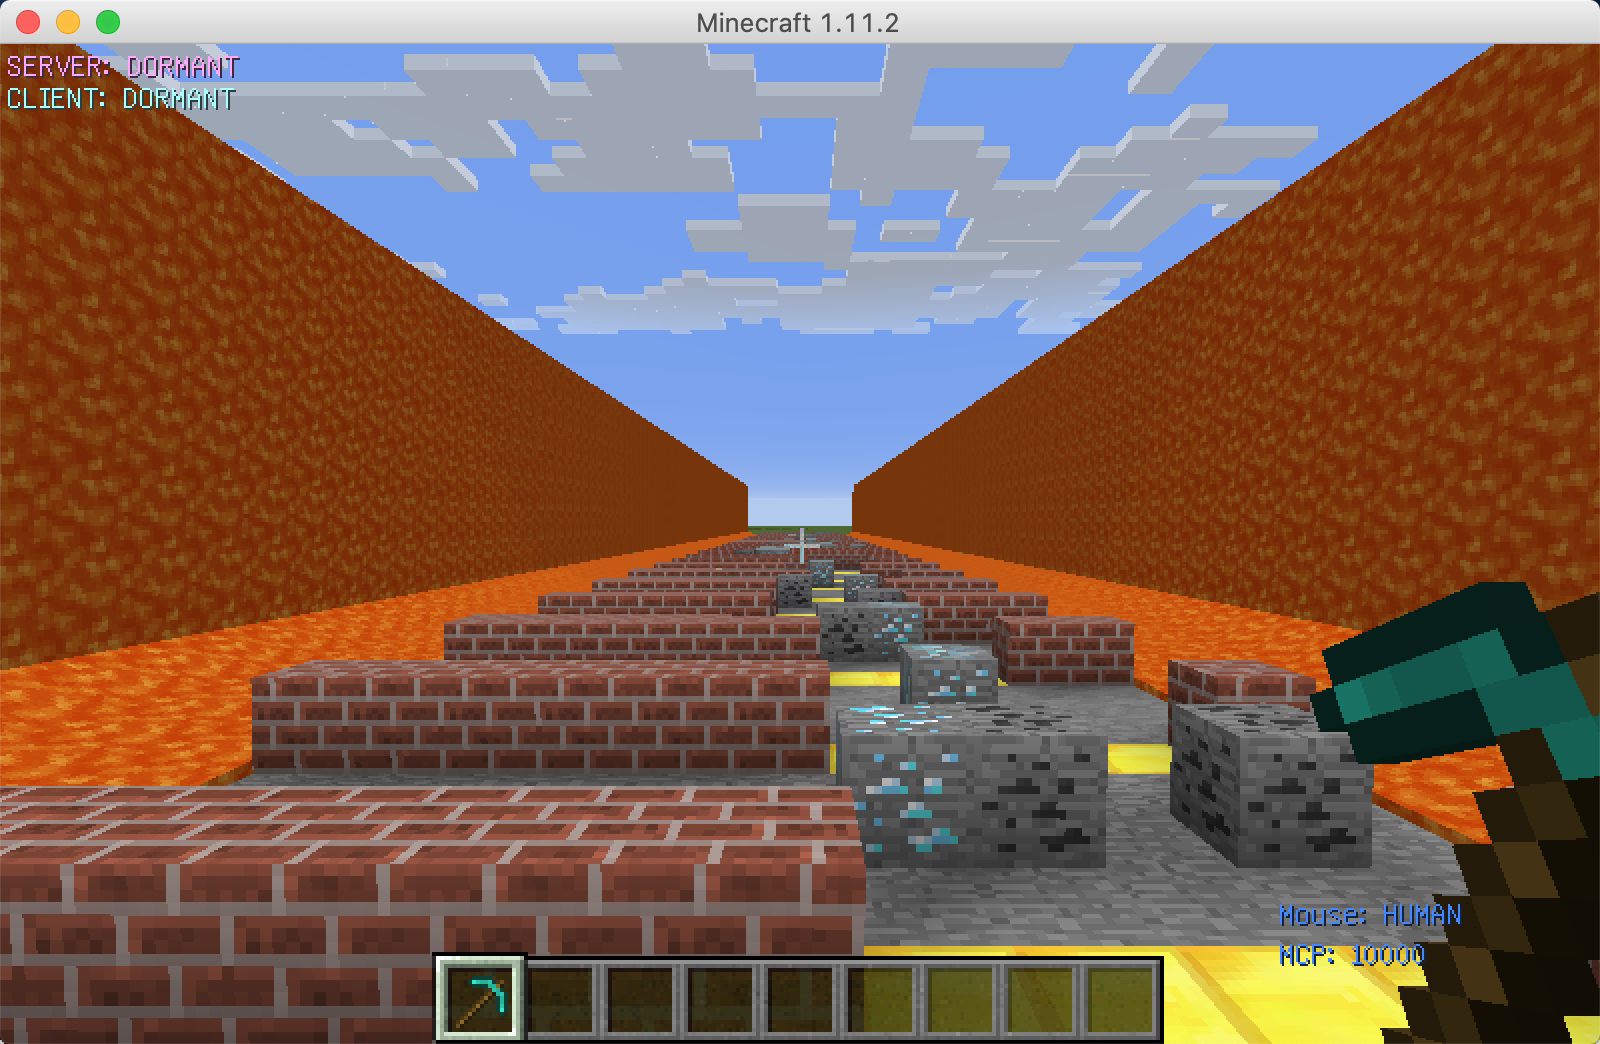 Minecraft 1.11.2
SERVER: DORMANT
CLIENT: DORMANT
Mouse: HUMAN
MCP: 10000